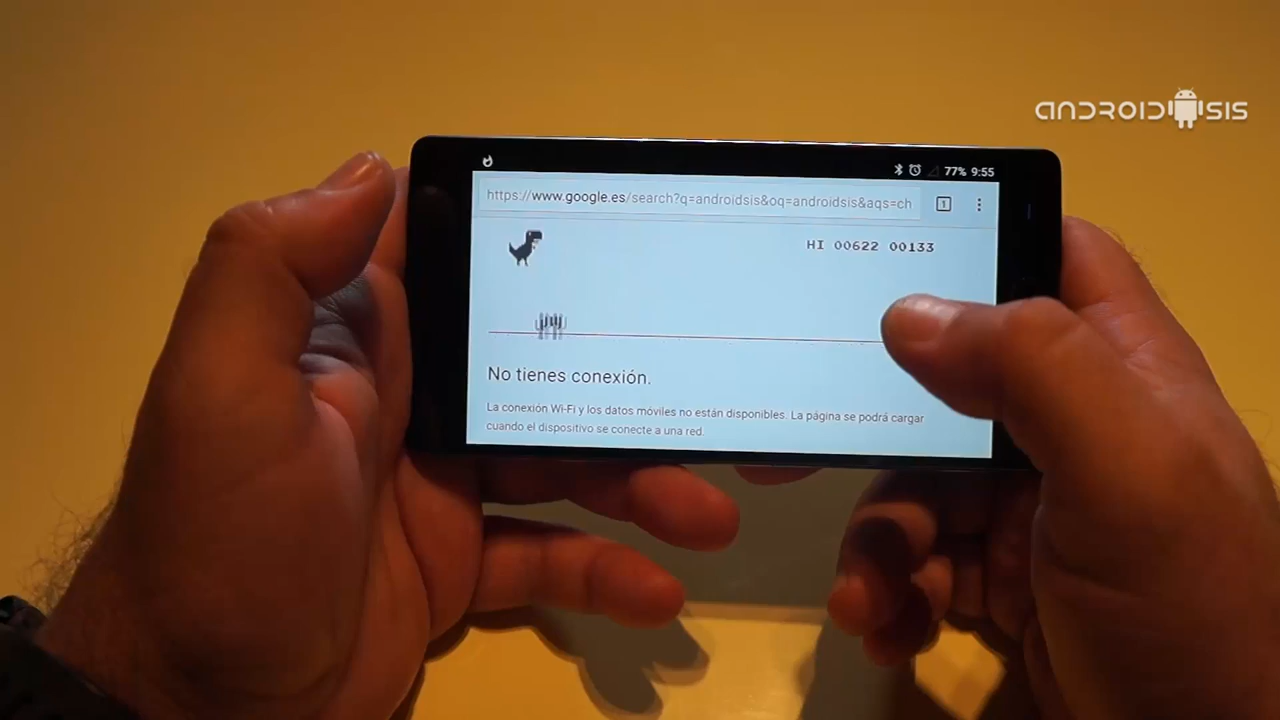 ANDROIDSIS
77% 9:55
https://www.google.es/search?q=androidsis&oq=androidsis&aqs=ch
1
HI 00622 00133
No tienes conexión.
La conexión Wi-Fi y los datos móviles no están disponibles. La página se podrá cargar
cuando el dispositivo se conecte a una red.